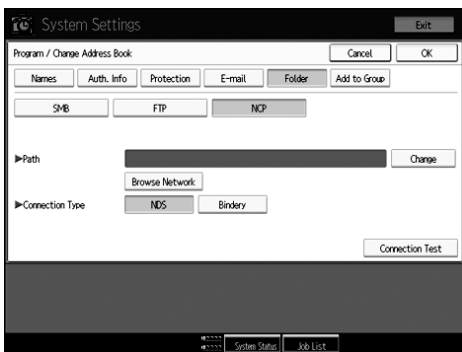 System Settings Exit
Program / Change Address Book Cancel OK
Names Auth. Info Protection E-mail Folder Add to Group
SMB FTP NCP
▶Path Change
Browse Network
▶Connection Type NDS Bindery
Connection Test
System Status Job List